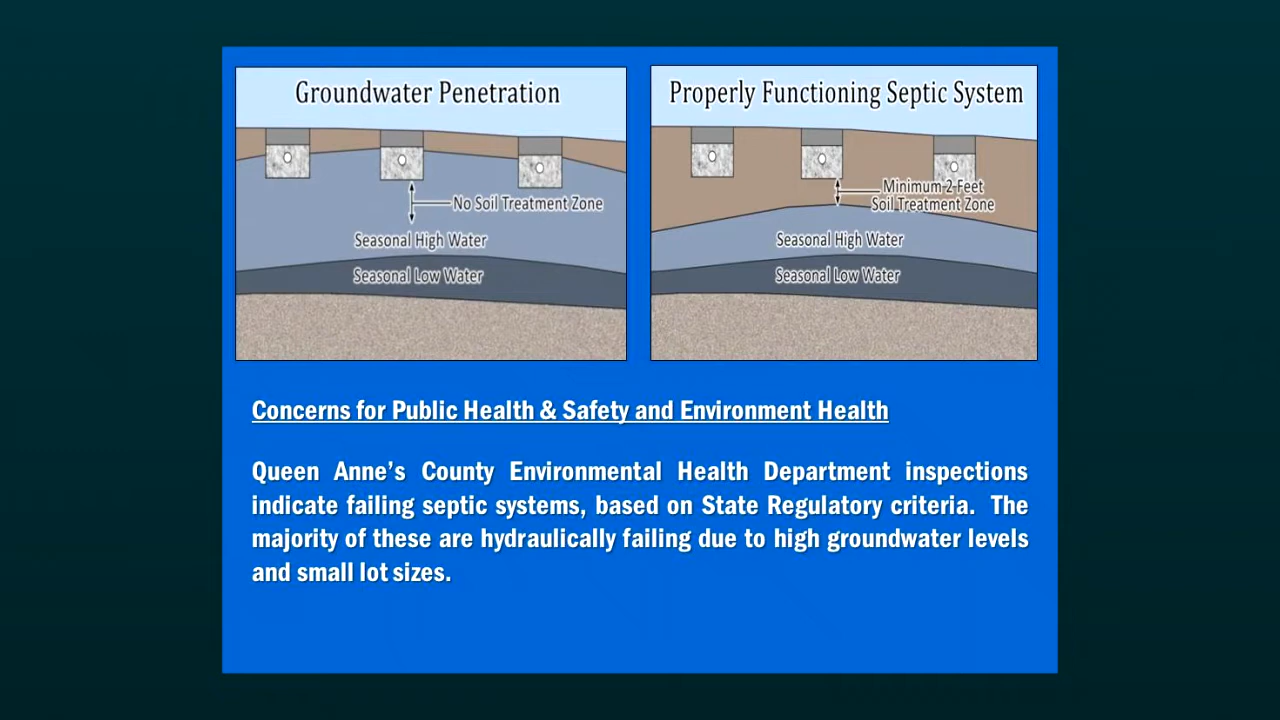 Groundwater Penetration
No Soil Treatment Zone
Seasonal High Water
Seasonal Low Water
Properly Functioning Septic System
Minimum 2 Feet
Soil Treatment Zone
Seasonal High Water
Seasonal Low Water
Concerns for Public Health & Safety and Environment Health
Queen Anne’s County Environmental Health Department inspections
indicate failing septic systems, based on State Regulatory criteria. The
majority of these are hydraulically failing due to high groundwater levels
and small lot sizes.